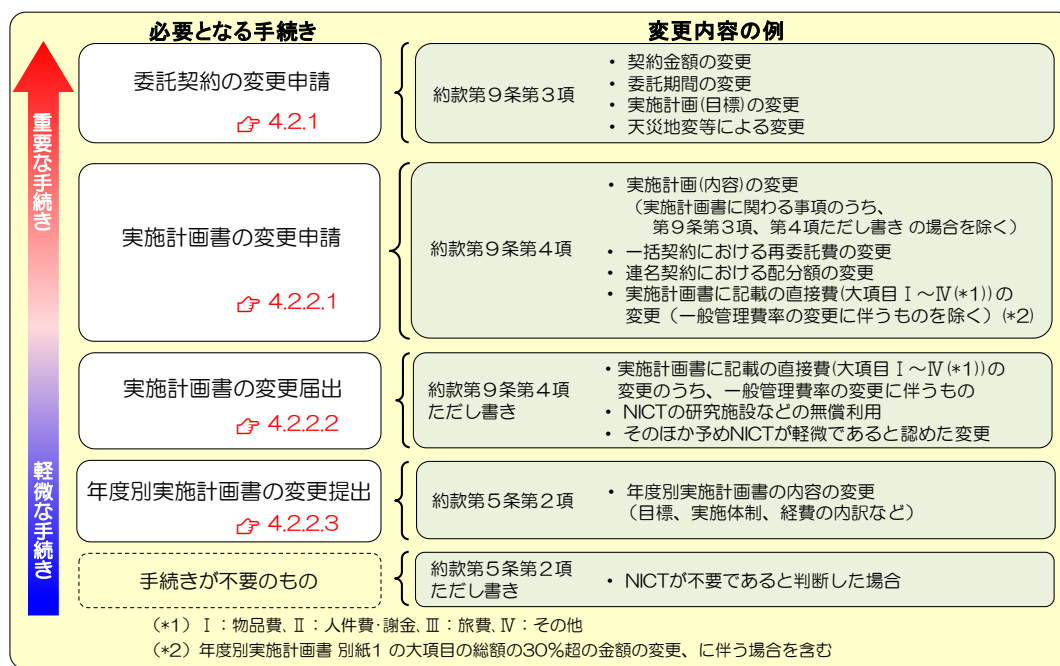 必要となる手続き
変更内容の例
重要な手続き
軽微な手続き
委託契約の変更申請
☞ 4.2.1
約款第9条第3項
・ 契約金額の変更
・ 委託期間の変更
・ 実施計画(目標)の変更
・ 天災地変等による変更
実施計画書の変更申請
☞ 4.2.2.1
約款第9条第4項
・ 実施計画(内容)の変更
（実施計画書に関わる事項のうち、
第９条第３項、第４項ただし書き の場合を除く）
・ 一括契約における再委託費の変更
・ 連名契約における配分額の変更
・ 実施計画書に記載の直接費(大項目Ⅰ～Ⅳ(*1))の
変更（一般管理費率の変更に伴うものを除く）(*2)
実施計画書の変更届出
☞ 4.2.2.2
約款第9条第4項
ただし書き
・実施計画書に記載の直接費(大項目Ⅰ～Ⅳ(*1))の
変更のうち、一般管理費率の変更に伴うもの
・ NICTの研究施設などの無償利用
・ そのほか予めNICTが軽微であると認めた変更
年度別実施計画書の変更提出
☞ 4.2.2.3
約款第5条第2項
・ 年度別実施計画書の内容の変更
（目標、実施体制、経費の内訳など）
手続きが不要のもの
約款第5条第2項
ただし書き
・ NICTが不要であると判断した場合
(*1) Ⅰ：物品費、Ⅱ：人件費・謝金、Ⅲ：旅費、Ⅳ：その他
(*2) 年度別実施計画書 別紙1 の大項目の総額の30%超の金額の変更、に伴う場合を含む